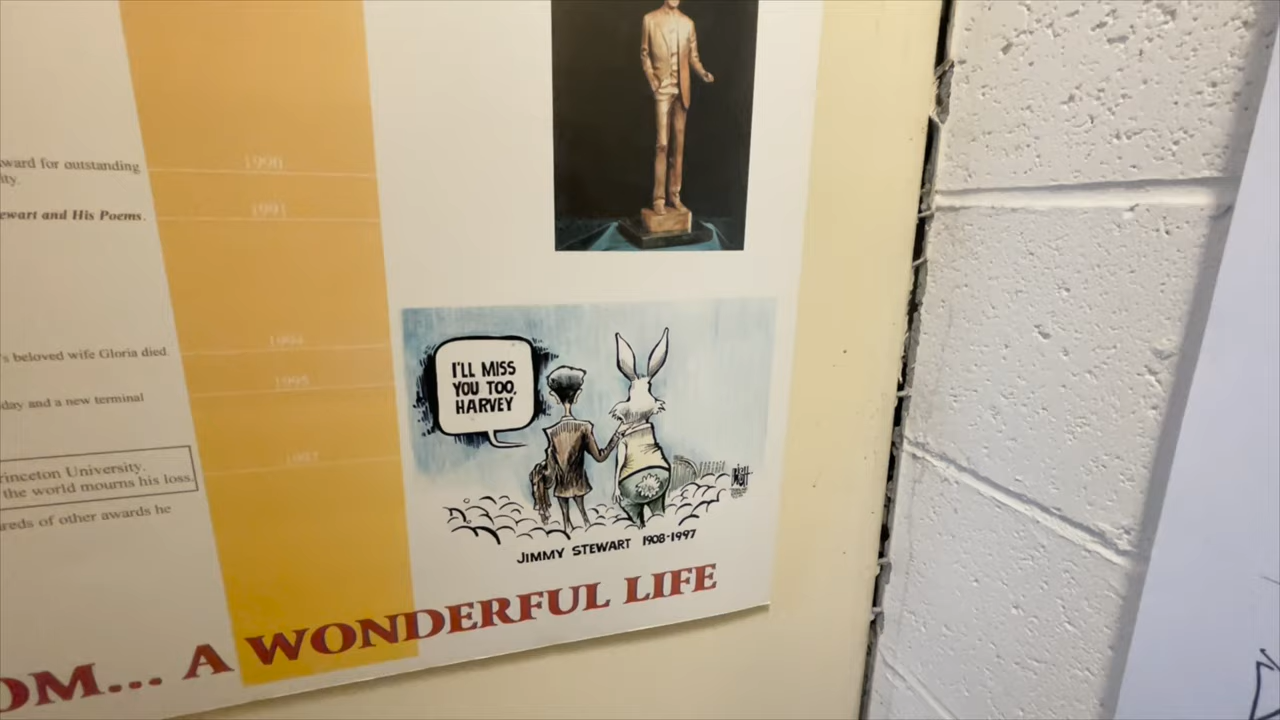 ward for outstanding
ity.
1990
ewart and His Poems.
1991
's beloved wife Gloria died.
1994
day and a new terminal
1995
rinceton University.
the world mourns his loss.
1997
reds of other awards he
I'LL MISS
YOU TOO,
HARVEY
JIMMY STEWART 1908-1997
OM... A WONDERFUL LIFE